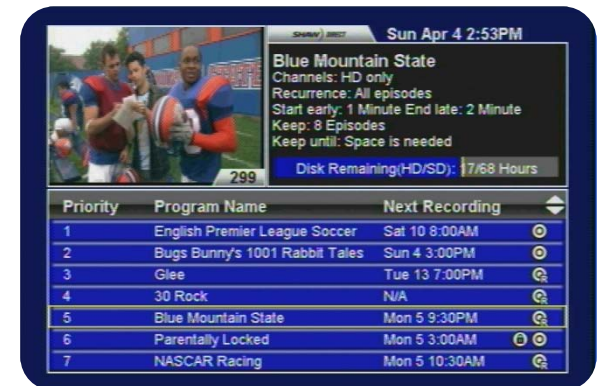 SHAW) DIRECT
Sun Apr 4 2:53PM
Blue Mountain State
Channels: HD only
Recurrence: All episodes
Start early: 1 Minute End late: 2 Minute
Keep: 8 Episodes
Keep until: Space is needed
299
Disk Remaining(HD/SD): 17/68 Hours
Priority Program Name Next Recording
1 English Premier League Soccer Sat 10 8:00AM
2 Bugs Bunny's 1001 Rabbit Tales Sun 4 3:00PM
3 Glee Tue 13 7:00PM R
4 30 Rock N/A R
5 Blue Mountain State Mon 5 9:30PM R
6 Parentally Locked Mon 5 3:00AM
7 NASCAR Racing Mon 5 10:30AM R